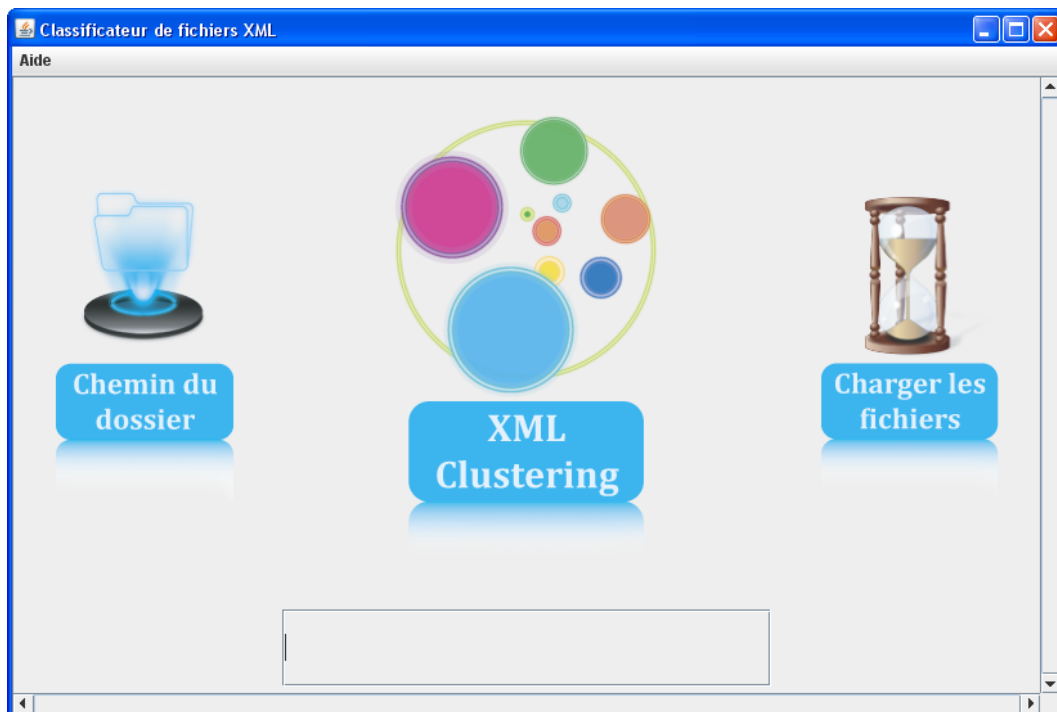 Classificateur de fichiers XML
Aide
Chemin du
dossier
XML
Clustering
Charger les
fichiers